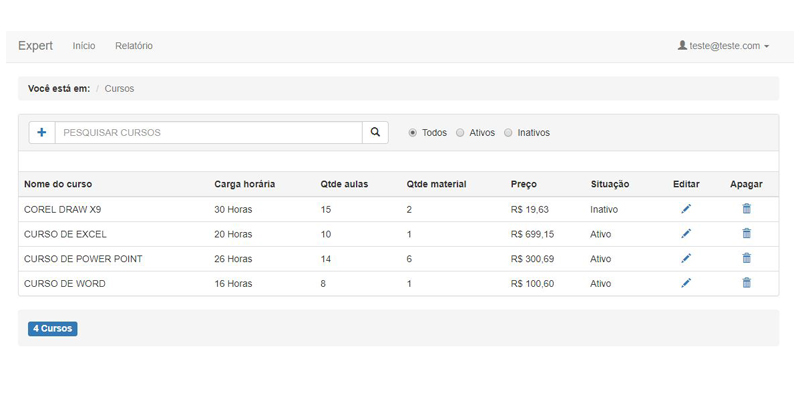 Expert Início Relatório teste@teste.com
Você está em: / Cursos
+ PESQUISAR CURSOS Todos Ativos Inativos
Nome do curso Carga horária Qtde aulas Qtde material Preço Situação Editar Apagar
COREL DRAW X9 30 Horas 15 2 R$ 19,63 Inativo
CURSO DE EXCEL 20 Horas 10 1 R$ 699,15 Ativo
CURSO DE POWER POINT 26 Horas 14 6 R$ 300,69 Ativo
CURSO DE WORD 16 Horas 8 1 R$ 100,60 Ativo
4 Cursos